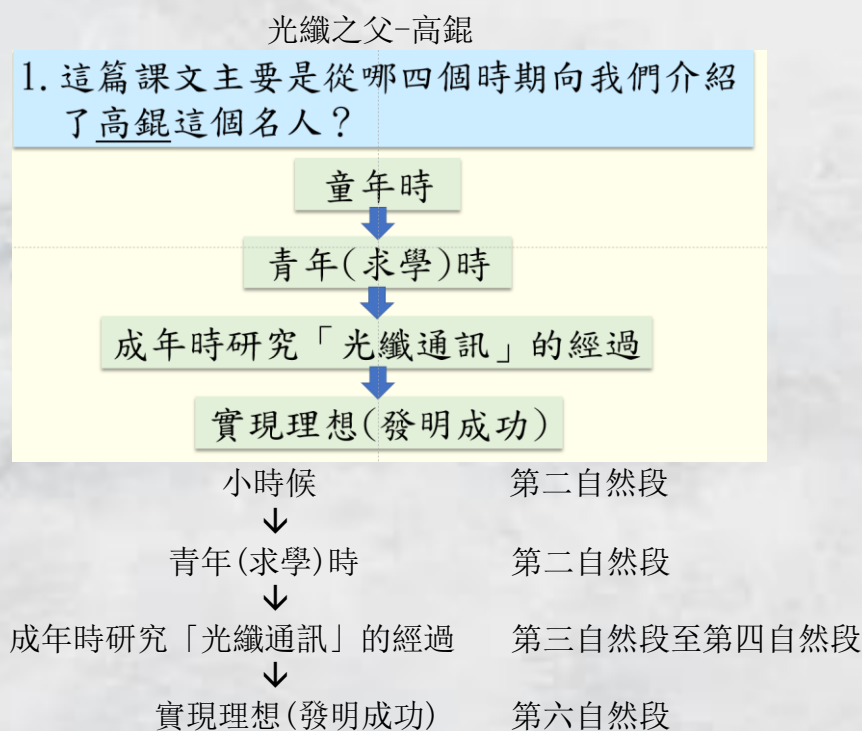 光纖之父-高錕
1. 這篇課文主要是從哪四個時期向我們介紹
了高錕這個名人？
童年時
青年(求學)時
成年時研究「光纖通訊」的經過
實現理想(發明成功)
小時候 第二自然段
↓
青年(求學)時 第二自然段
↓
成年時研究「光纖通訊」的經過 第三自然段至第四自然段
↓
實現理想(發明成功) 第六自然段